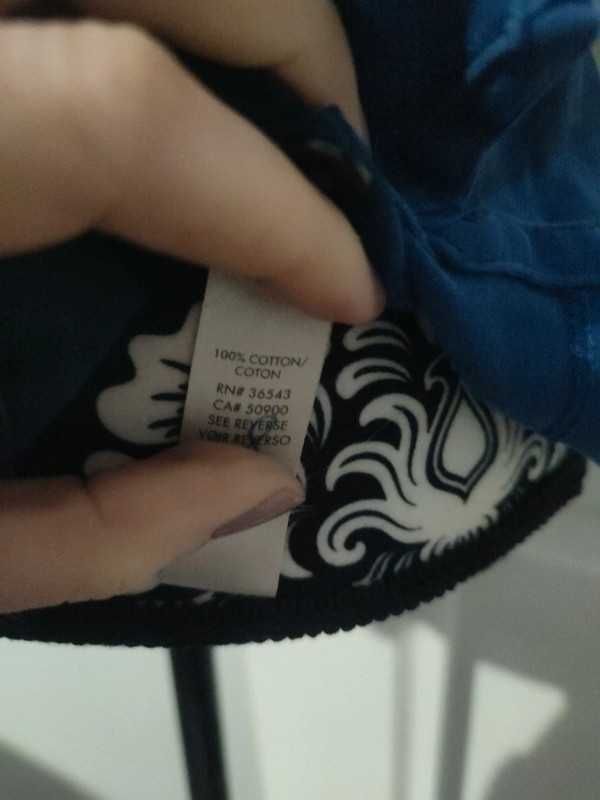 100% COTTON/
COTON
RN# 36543
CA# 50900
SEE REVERSE
VOIR REVERSO